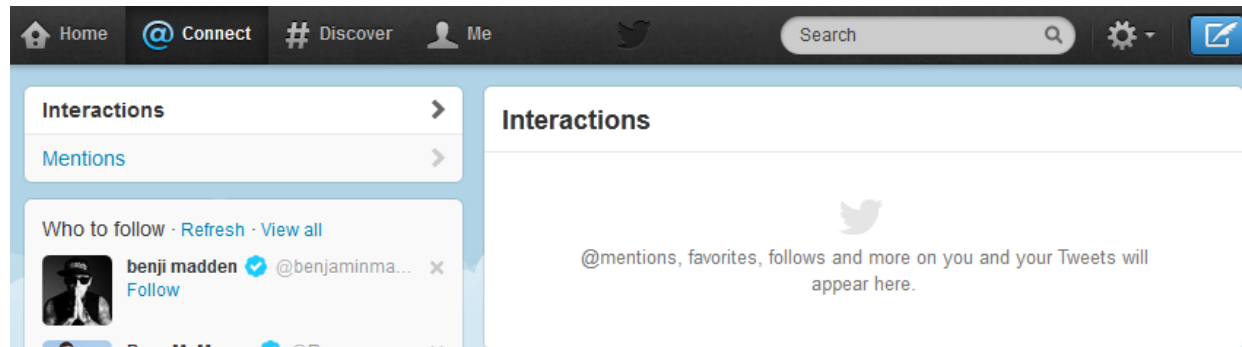 Home @ Connect # Discover Me Search
Interactions
Mentions
Who to follow · Refresh · View all
benji madden @benjaminma...
Follow
Interactions
@mentions, favorites, follows and more on you and your Tweets will
appear here.